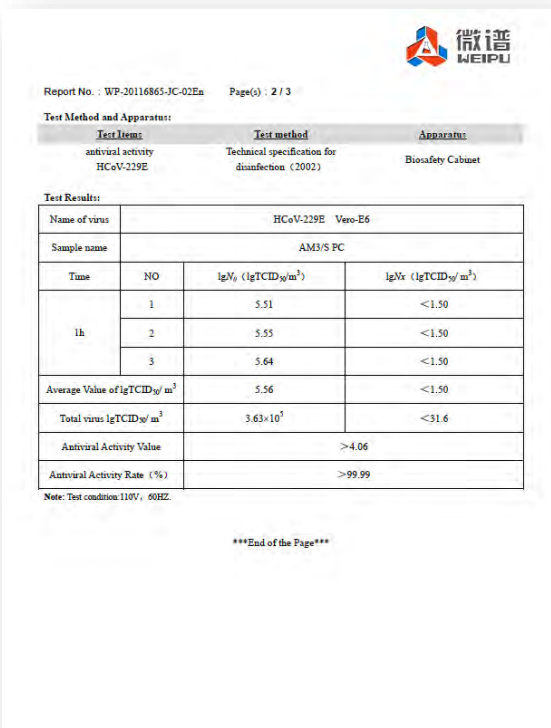 微谱
WEIPU
Report No. : WP-20116865-JC-02En Page(s) : 2 / 3
Test Method and Apparatus:
Test Items Test method Apparatus
antiviral activity
HCoV-229E
Technical specification for
disinfection（2002）
Biosafety Cabinet
Test Results:
Name of virus HCoV-229E Vero-E6
Sample name AM3/S PC
Time NO lgN₀（lgTCID₅₀/m³） lgNx（lgTCID₅₀/ m³）
1h
1 5.51 ＜1.50
2 5.55 ＜1.50
3 5.64 ＜1.50
Average Value of lgTCID₅₀/ m³ 5.56 ＜1.50
Total virus lgTCID₅₀/ m³ 3.63×10⁵ ＜31.6
Antiviral Activity Value ＞4.06
Antiviral Activity Rate（%） ＞99.99
Note: Test condition:110V，60HZ.
***End of the Page***